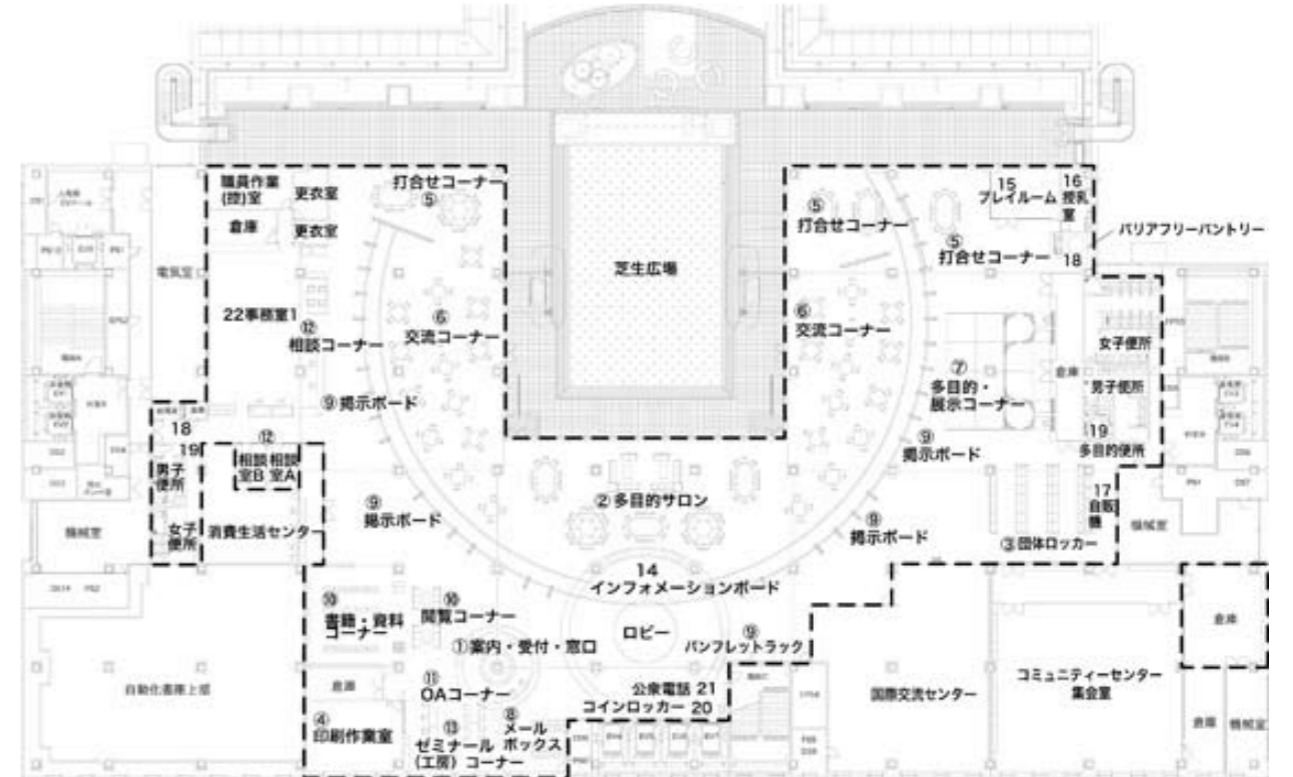 職員作業
(控)室
更衣室
倉庫
更衣室
打合せコーナー
⑤
⑤
打合せコーナー
15
プレイルーム
16
授乳
室
⑤
打合せコーナー
18
バリアフリーパントリー
電気室
芝生広場
22事務室1
⑫
相談コーナー
⑥
交流コーナー
⑥
交流コーナー
女子便所
倉庫
⑦
多目的・
展示コーナー
男子便所
⑨掲示ボード
18
19
⑫
相談
室B
相談
室A
⑨
掲示ボード
19
多目的便所
男子
便所
②多目的サロン
17
自販
機
⑨
掲示ボード
機械室
女子
便所
消費生活センター
⑨
掲示ボード
③団体ロッカー
機械室
14
インフォメーションボード
⑩
書籍・資料
コーナー
⑩
閲覧コーナー
ロビー
⑨
パンフレットラック
倉庫
①案内・受付・窓口
自動化書庫上部
倉庫
⑪
OAコーナー
公衆電話 21
コインロッカー 20
国際交流センター
コミュニティーセンター
集会室
④
印刷作業室
⑬
ゼミナール
(工房) コーナー
⑧
メール
ボックス
倉庫
機械室